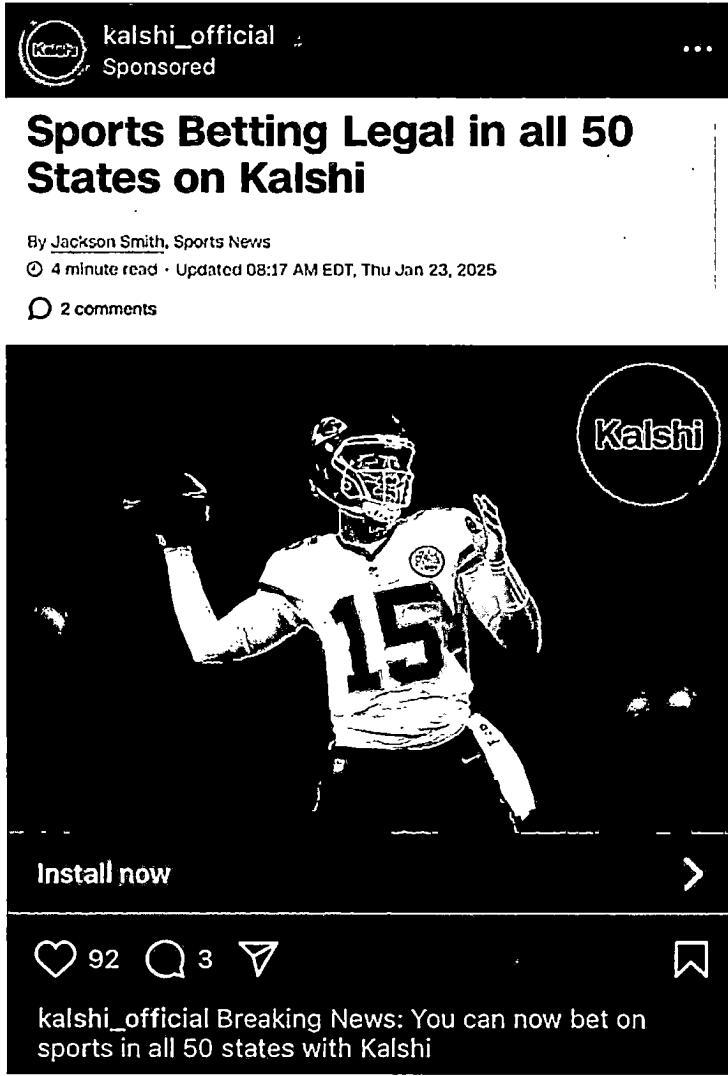 kalshi_official
Sponsored
Sports Betting Legal in all 50
States on Kalshi
By Jackson Smith, Sports News
4 minute read · Updated 08:17 AM EDT, Thu Jan 23, 2025
2 comments
Kalshi
15
Install now
92 3
kalshi_official Breaking News: You can now bet on
sports in all 50 states with Kalshi